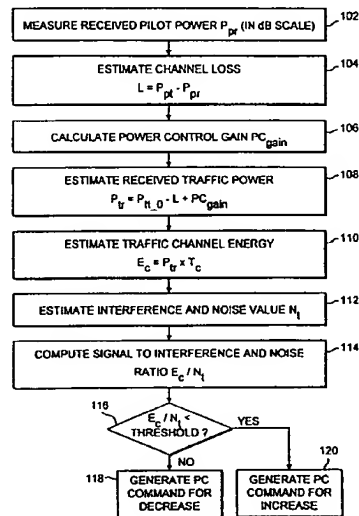 MEASURE RECEIVED PILOT POWER P_pr (IN dB SCALE)
102
ESTIMATE CHANNEL LOSS
L = P_pt - P_pr
104
CALCULATE POWER CONTROL GAIN PC_gain
106
ESTIMATE RECEIVED TRAFFIC POWER
P_tr = P_tt_0 - L + PC_gain
108
ESTIMATE TRAFFIC CHANNEL ENERGY
E_c = P_tr x T_c
110
ESTIMATE INTERFERENCE AND NOISE VALUE N_t
112
COMPUTE SIGNAL TO INTERFERENCE AND NOISE
RATIO E_c / N_t
114
116
E_c / N_t <
THRESHOLD ?
YES
NO
118
GENERATE PC
COMMAND FOR
DECREASE
120
GENERATE PC
COMMAND FOR
INCREASE